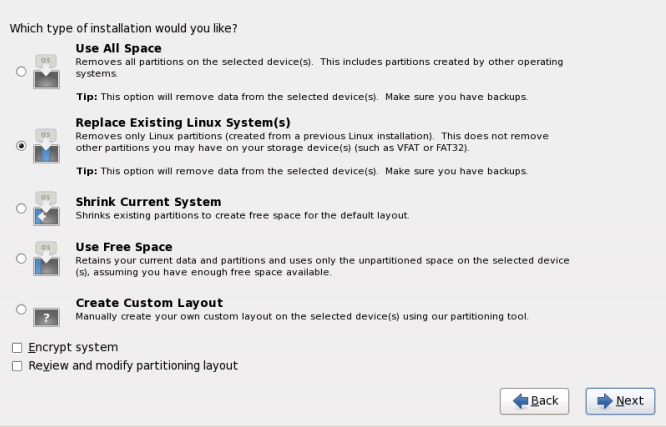 Which type of installation would you like?
OS
Use All Space
Removes all partitions on the selected device(s).  This includes partitions created by other operating
systems.
Tip: This option will remove data from the selected device(s).  Make sure you have backups.
OS
Replace Existing Linux System(s)
Removes only Linux partitions (created from a previous Linux installation).  This does not remove
other partitions you may have on your storage device(s) (such as VFAT or FAT32).
Tip: This option will remove data from the selected device(s).  Make sure you have backups.
OS
Shrink Current System
Shrinks existing partitions to create free space for the default layout.
OS
Use Free Space
Retains your current data and partitions and uses only the unpartitioned space on the selected device
(s), assuming you have enough free space available.
?
Create Custom Layout
Manually create your own custom layout on the selected device(s) using our partitioning tool.
Encrypt system
Review and modify partitioning layout
Back
Next